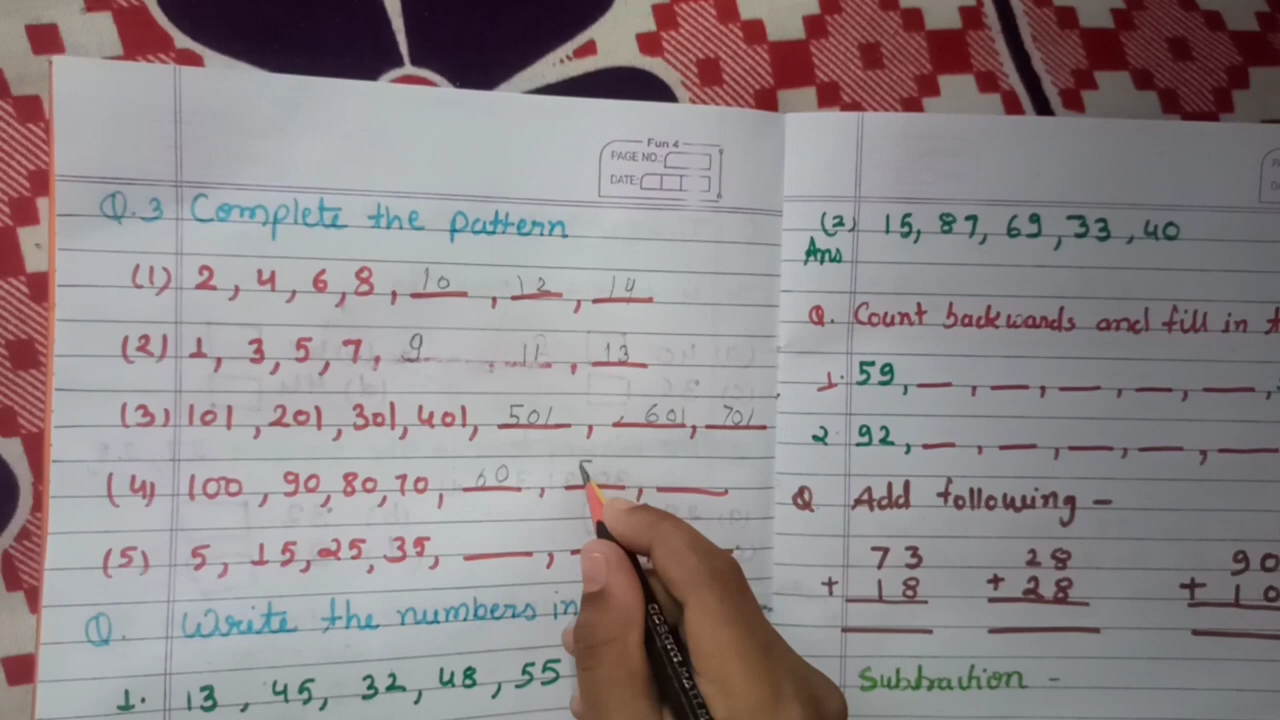 Fun 4
PAGE NO.:
DATE:
Q.3 Complete the pattern
(1) 2, 4, 6, 8, 10, 12, 14
(2) 1, 3, 5, 7, 9 11, 13
(3) 101, 201, 301, 401, 501, 601, 701
(4) 100, 90, 80, 70, 60,
(5) 5, 15, 25, 35,
Q. Write the numbers in
1. 13, 45, 32, 48, 55
(2) 15, 87, 69, 33, 40
Ans
Q. Count backwards and fill in
1. 59,
2. 92,
Q Add following -
73 28 90
+ 18 + 28 + 10
Subtraction -